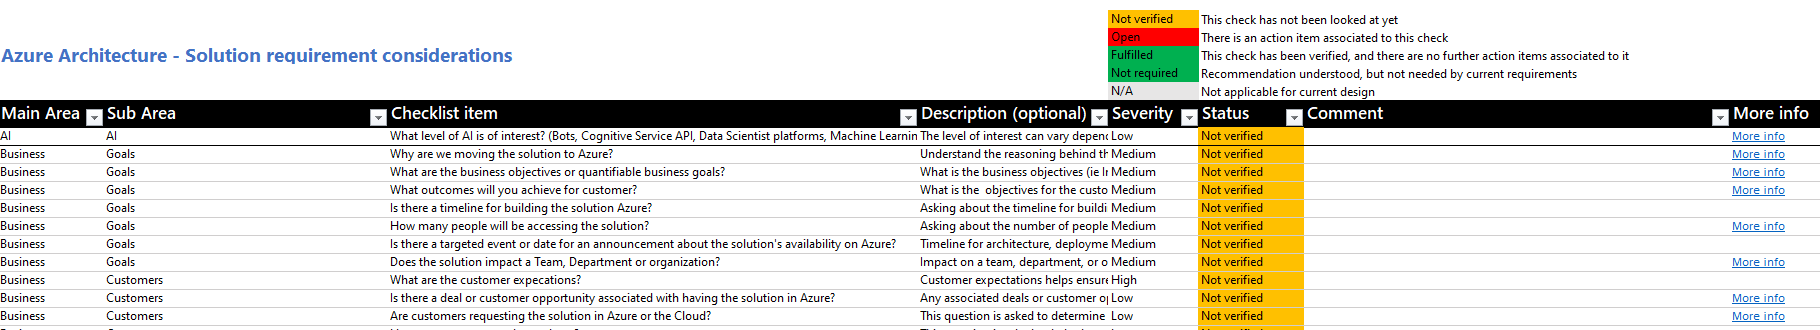 Not verified This check has not been looked at yet
Open There is an action item associated to this check
Azure Architecture - Solution requirement considerations
Fulfilled This check has been verified, and there are no further action items associated to it
Not required Recommendation understood, but not needed by current requirements
N/A Not applicable for current design
Main Area Sub Area Checklist item Description (optional) Severity Status Comment More info
AI AI What level of AI is of interest? (Bots, Cognitive Service API, Data Scientist platforms, Machine Learnin The level of interest can vary depend Low Not verified More info
Business Goals Why are we moving the solution to Azure? Understand the reasoning behind th Medium Not verified More info
Business Goals What are the business objectives or quantifiable business goals? What is the business objectives (ie In Medium Not verified More info
Business Goals What outcomes will you achieve for customer? What is the objectives for the custo Medium Not verified More info
Business Goals Is there a timeline for building the solution Azure? Asking about the timeline for buildi Medium Not verified
Business Goals How many people will be accessing the solution? Asking about the number of people Medium Not verified More info
Business Goals Is there a targeted event or date for an announcement about the solution's availability on Azure? Timeline for architecture, deployme Medium Not verified
Business Goals Does the solution impact a Team, Department or organization? Impact on a team, department, or o Medium Not verified More info
Business Customers What are the customer expecations? Customer expectations helps ensure High Not verified
Business Customers Is there a deal or customer opportunity associated with having the solution in Azure? Any associated deals or customer o Low Not verified More info
Business Customers Are customers requesting the solution in Azure or the Cloud? This question is asked to determine Low Not verified More info